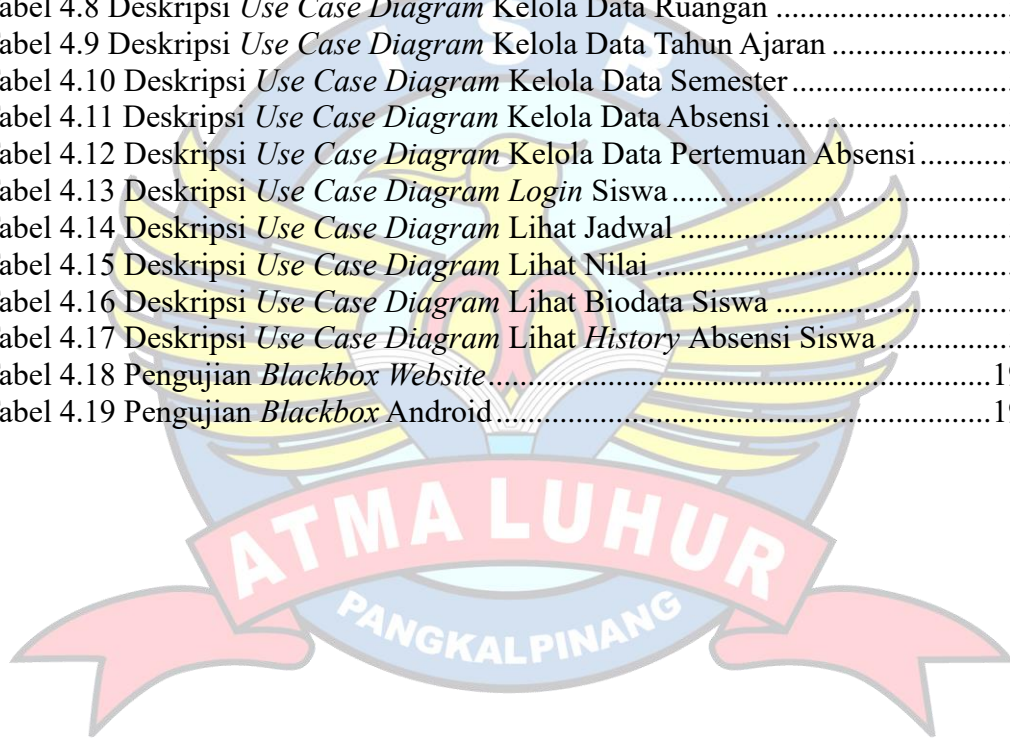 abel 4.8 Deskripsi Use Case Diagram Kelola Data Ruangan ..............................
abel 4.9 Deskripsi Use Case Diagram Kelola Data Tahun Ajaran .......................
abel 4.10 Deskripsi Use Case Diagram Kelola Data Semester ............................
abel 4.11 Deskripsi Use Case Diagram Kelola Data Absensi ..............................
abel 4.12 Deskripsi Use Case Diagram Kelola Data Pertemuan Absensi ............
abel 4.13 Deskripsi Use Case Diagram Login Siswa ...........................................
abel 4.14 Deskripsi Use Case Diagram Lihat Jadwal ..........................................
abel 4.15 Deskripsi Use Case Diagram Lihat Nilai .............................................
abel 4.16 Deskripsi Use Case Diagram Lihat Biodata Siswa ..............................
abel 4.17 Deskripsi Use Case Diagram Lihat History Absensi Siswa .................
abel 4.18 Pengujian Blackbox Website ................................................................ 19
abel 4.19 Pengujian Blackbox Android ............................................................... 19
I S B
ATMA LUHUR
PANGKALPINANG